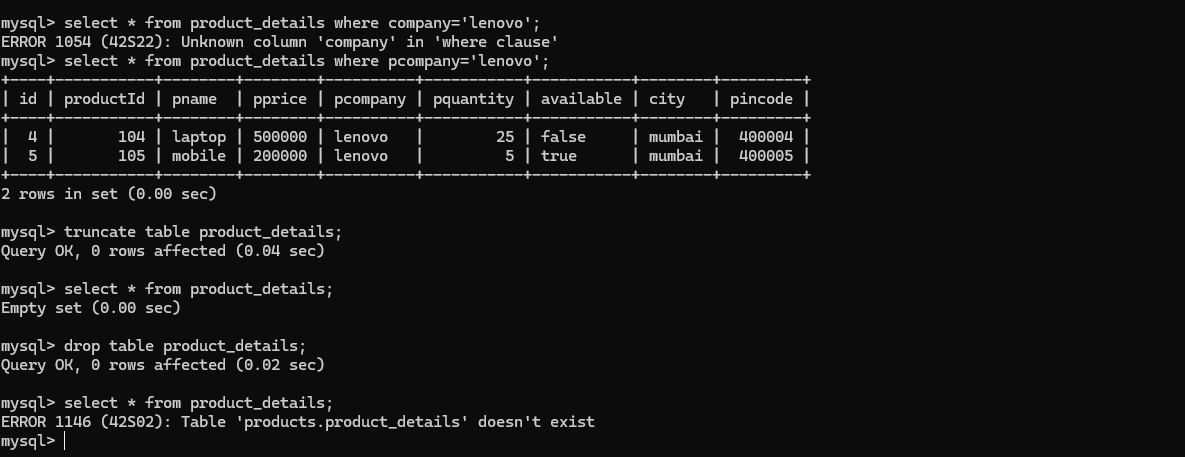 mysql> select * from product_details where company='lenovo';
ERROR 1054 (42S22): Unknown column 'company' in 'where clause'
mysql> select * from product_details where pcompany='lenovo';
+----+-----------+--------+--------+----------+-----------+-----------+--------+---------+
| id | productId | pname  | pprice | pcompany | pquantity | available | city   | pincode |
+----+-----------+--------+--------+----------+-----------+-----------+--------+---------+
|  4 |       104 | laptop | 500000 | lenovo   |        25 | false     | mumbai |  400004 |
|  5 |       105 | mobile | 200000 | lenovo   |         5 | true      | mumbai |  400005 |
+----+-----------+--------+--------+----------+-----------+-----------+--------+---------+
2 rows in set (0.00 sec)
mysql> truncate table product_details;
Query OK, 0 rows affected (0.04 sec)
mysql> select * from product_details;
Empty set (0.00 sec)
mysql> drop table product_details;
Query OK, 0 rows affected (0.02 sec)
mysql> select * from product_details;
ERROR 1146 (42S02): Table 'products.product_details' doesn't exist
mysql>